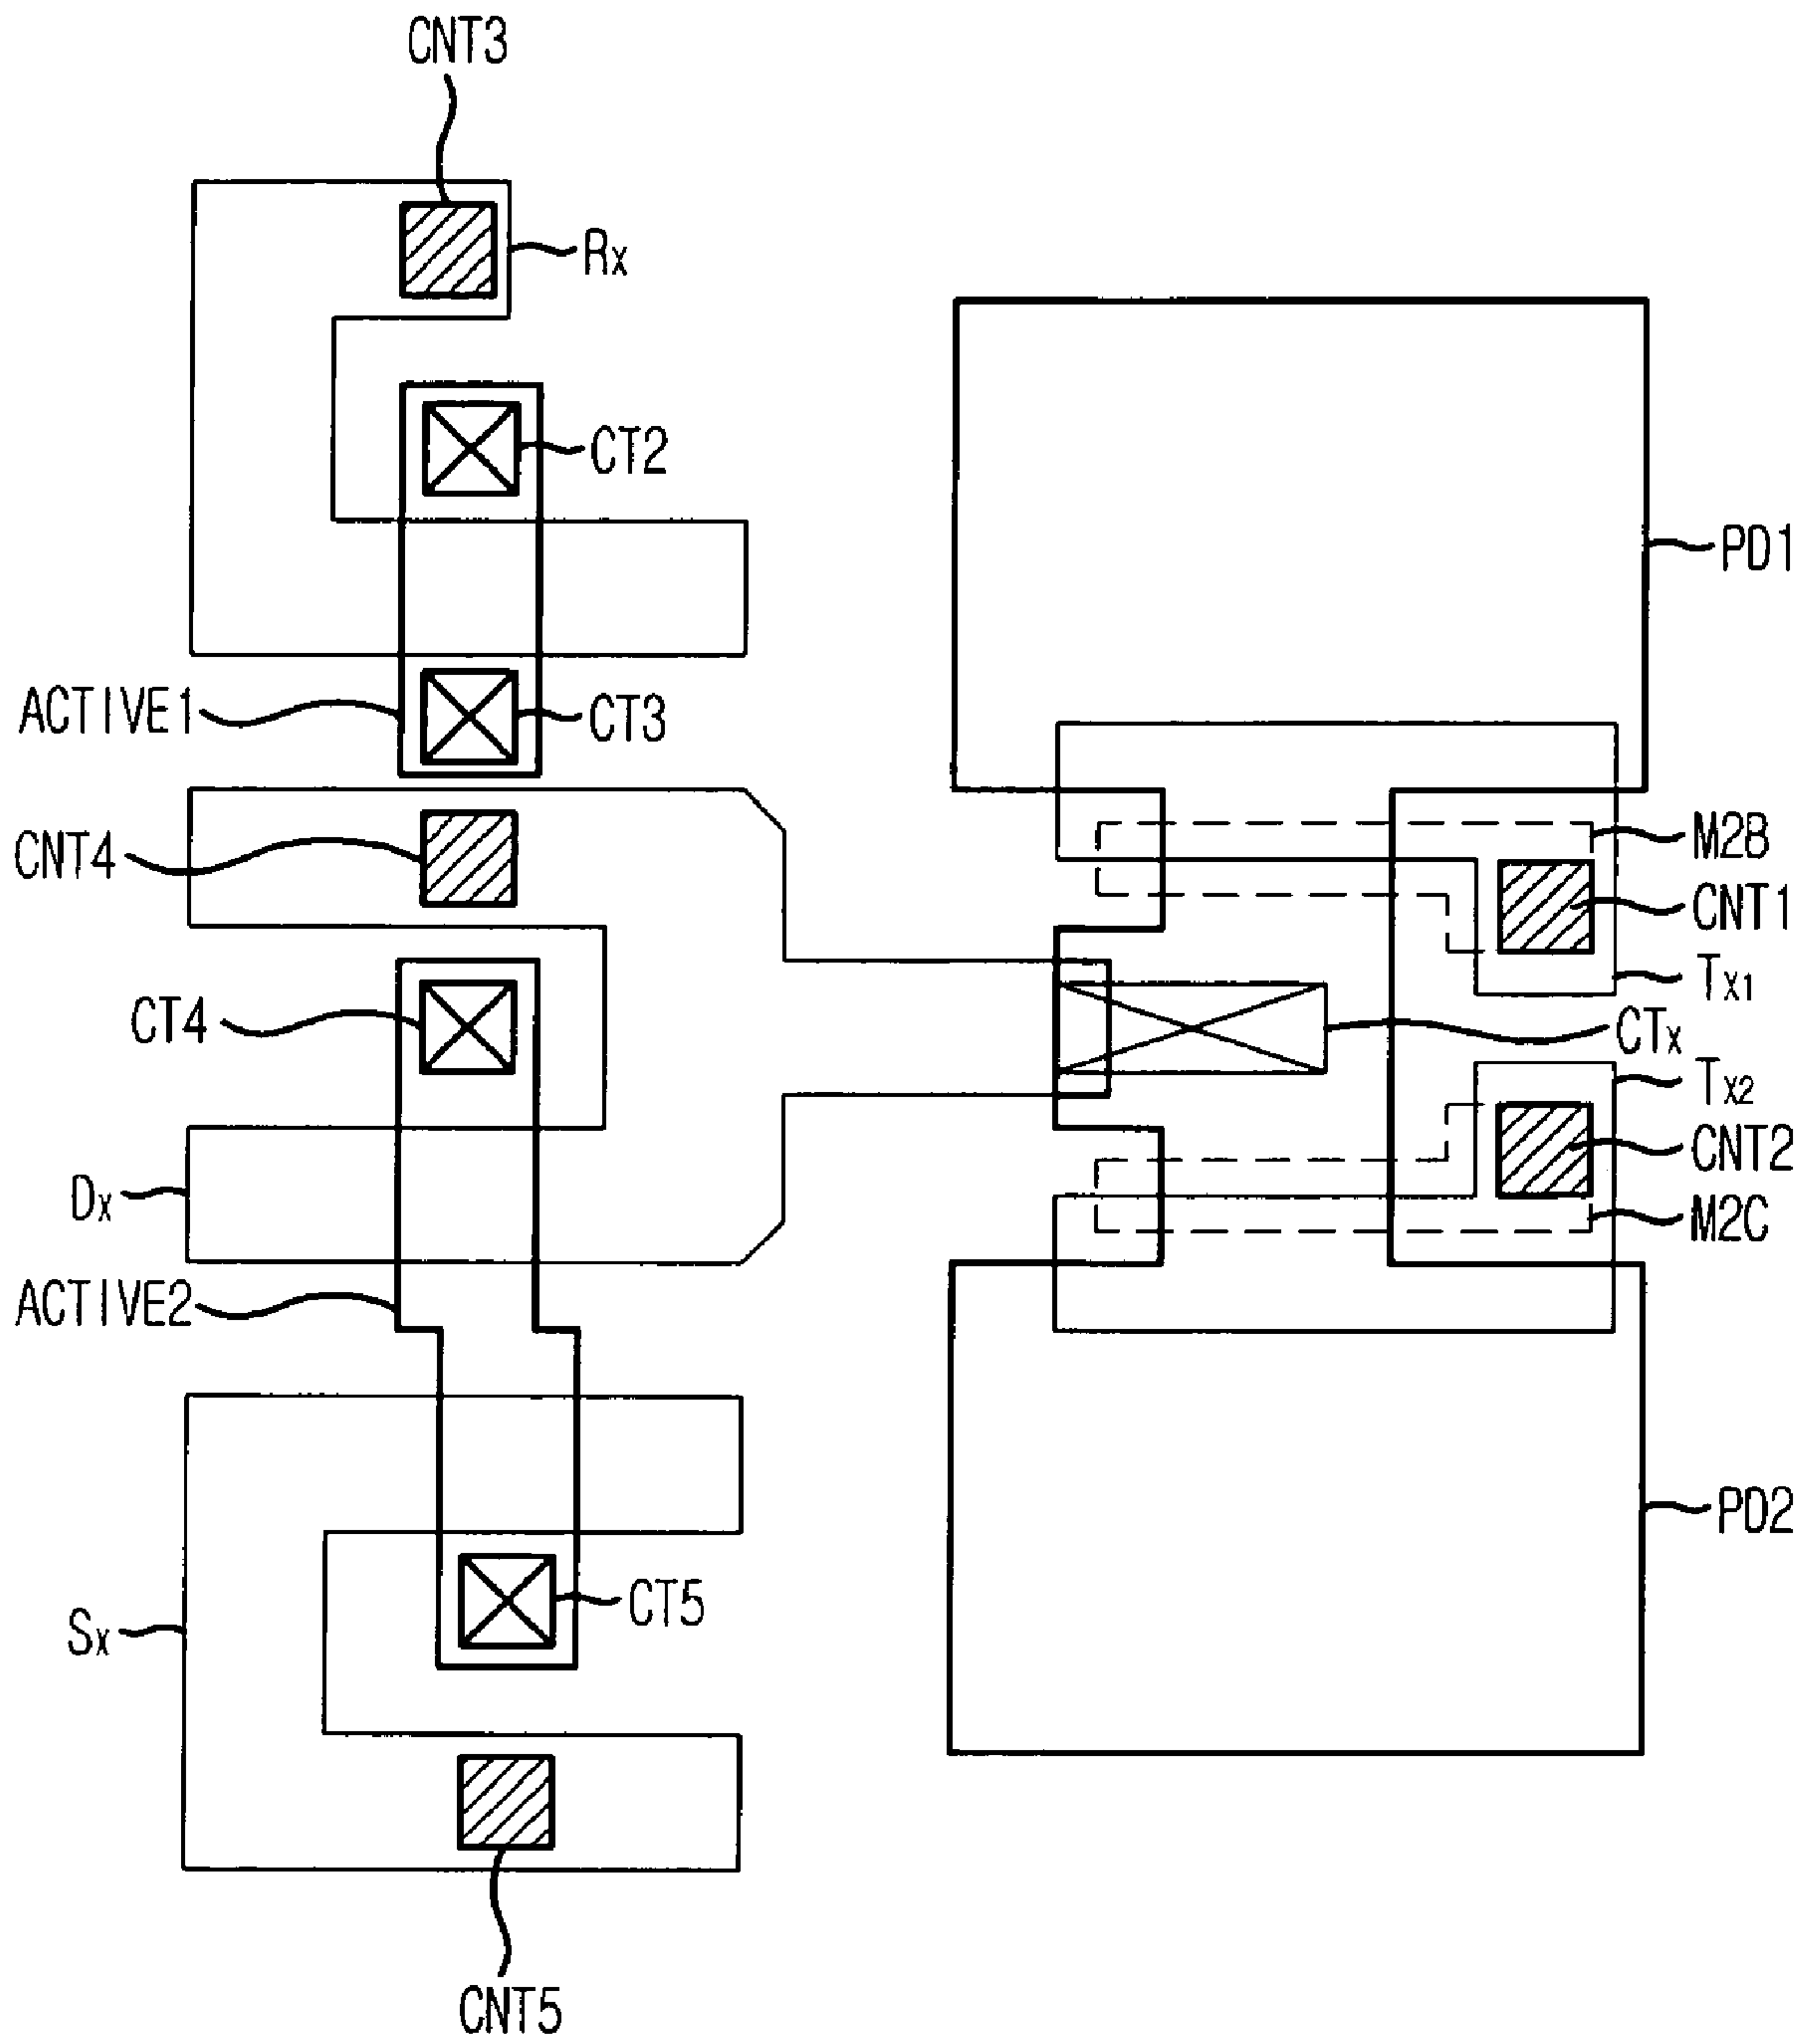 CNT3
Rx
CT2
PD1
ACTIVE1
CT3
M2B
CNT4
CNT1
Tx1
CT4
CTx
Tx2
CNT2
Dx
M2C
ACTIVE2
PD2
CT5
Sx
CNT5